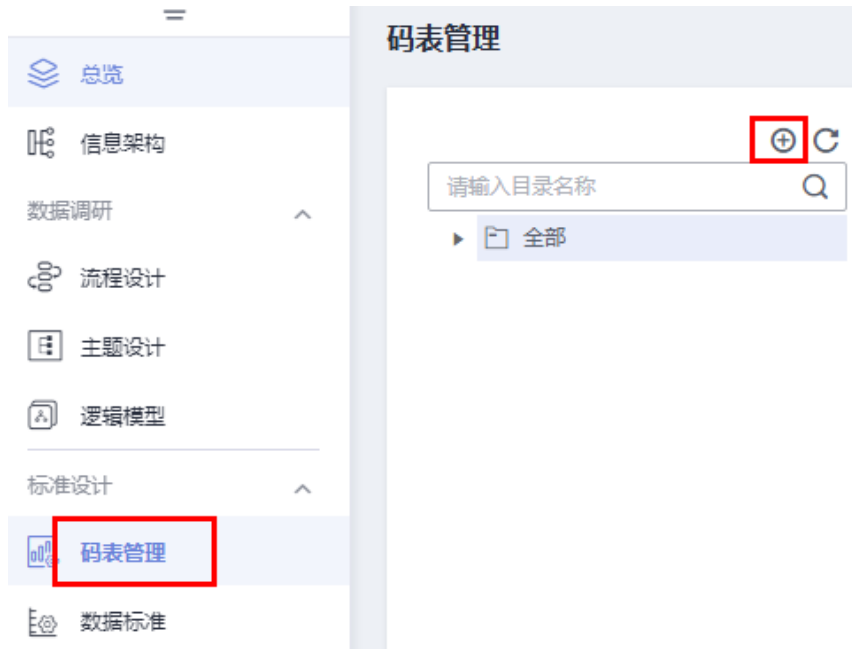 总览
信息架构
数据调研
流程设计
主题设计
逻辑模型
标准设计
码表管理
数据标准
码表管理
请输入目录名称
全部